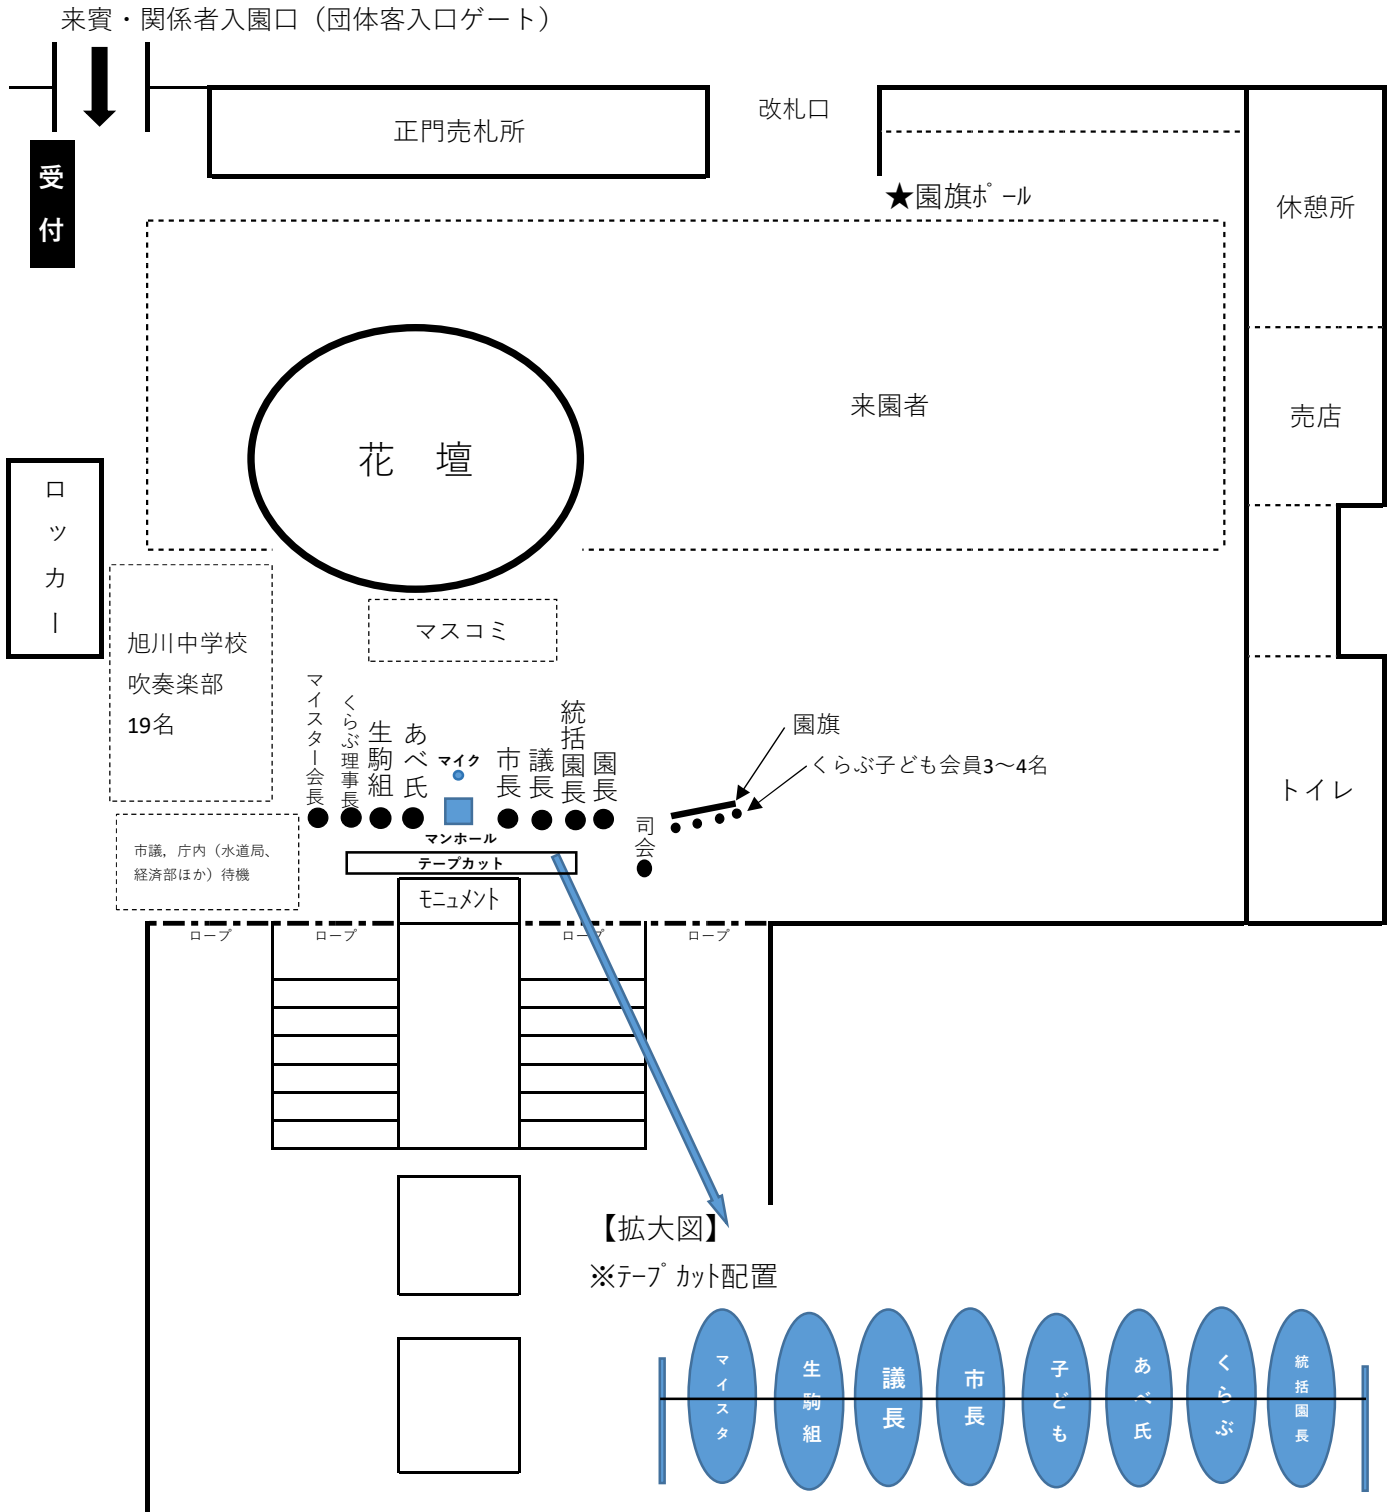 来賓・関係者入園口（団体客入口ゲート）
改札口
正門売札所
受付
★園旗ﾎﾟｰﾙ
休憩所
来園者
売店
花　壇
ロッカー
マスコミ
旭川中学校
吹奏楽部
19名
マイスター会長
くらぶ理事長
生駒組
あべ氏
マイク
市長
議長
統括園長
園長
園旗
くらぶ子ども会員3～4名
トイレ
司会
マンホール
テープカット
市議，庁内（水道局、
経済部ほか）待機
ﾓﾆｭﾒﾝﾄ
ロープ
ロープ
ロープ
ロープ
【拡大図】
※ﾃｰﾌﾟｶｯﾄ配置
マイスタ
生駒組
議長
市長
子ども
あべ氏
くらぶ
統括園長